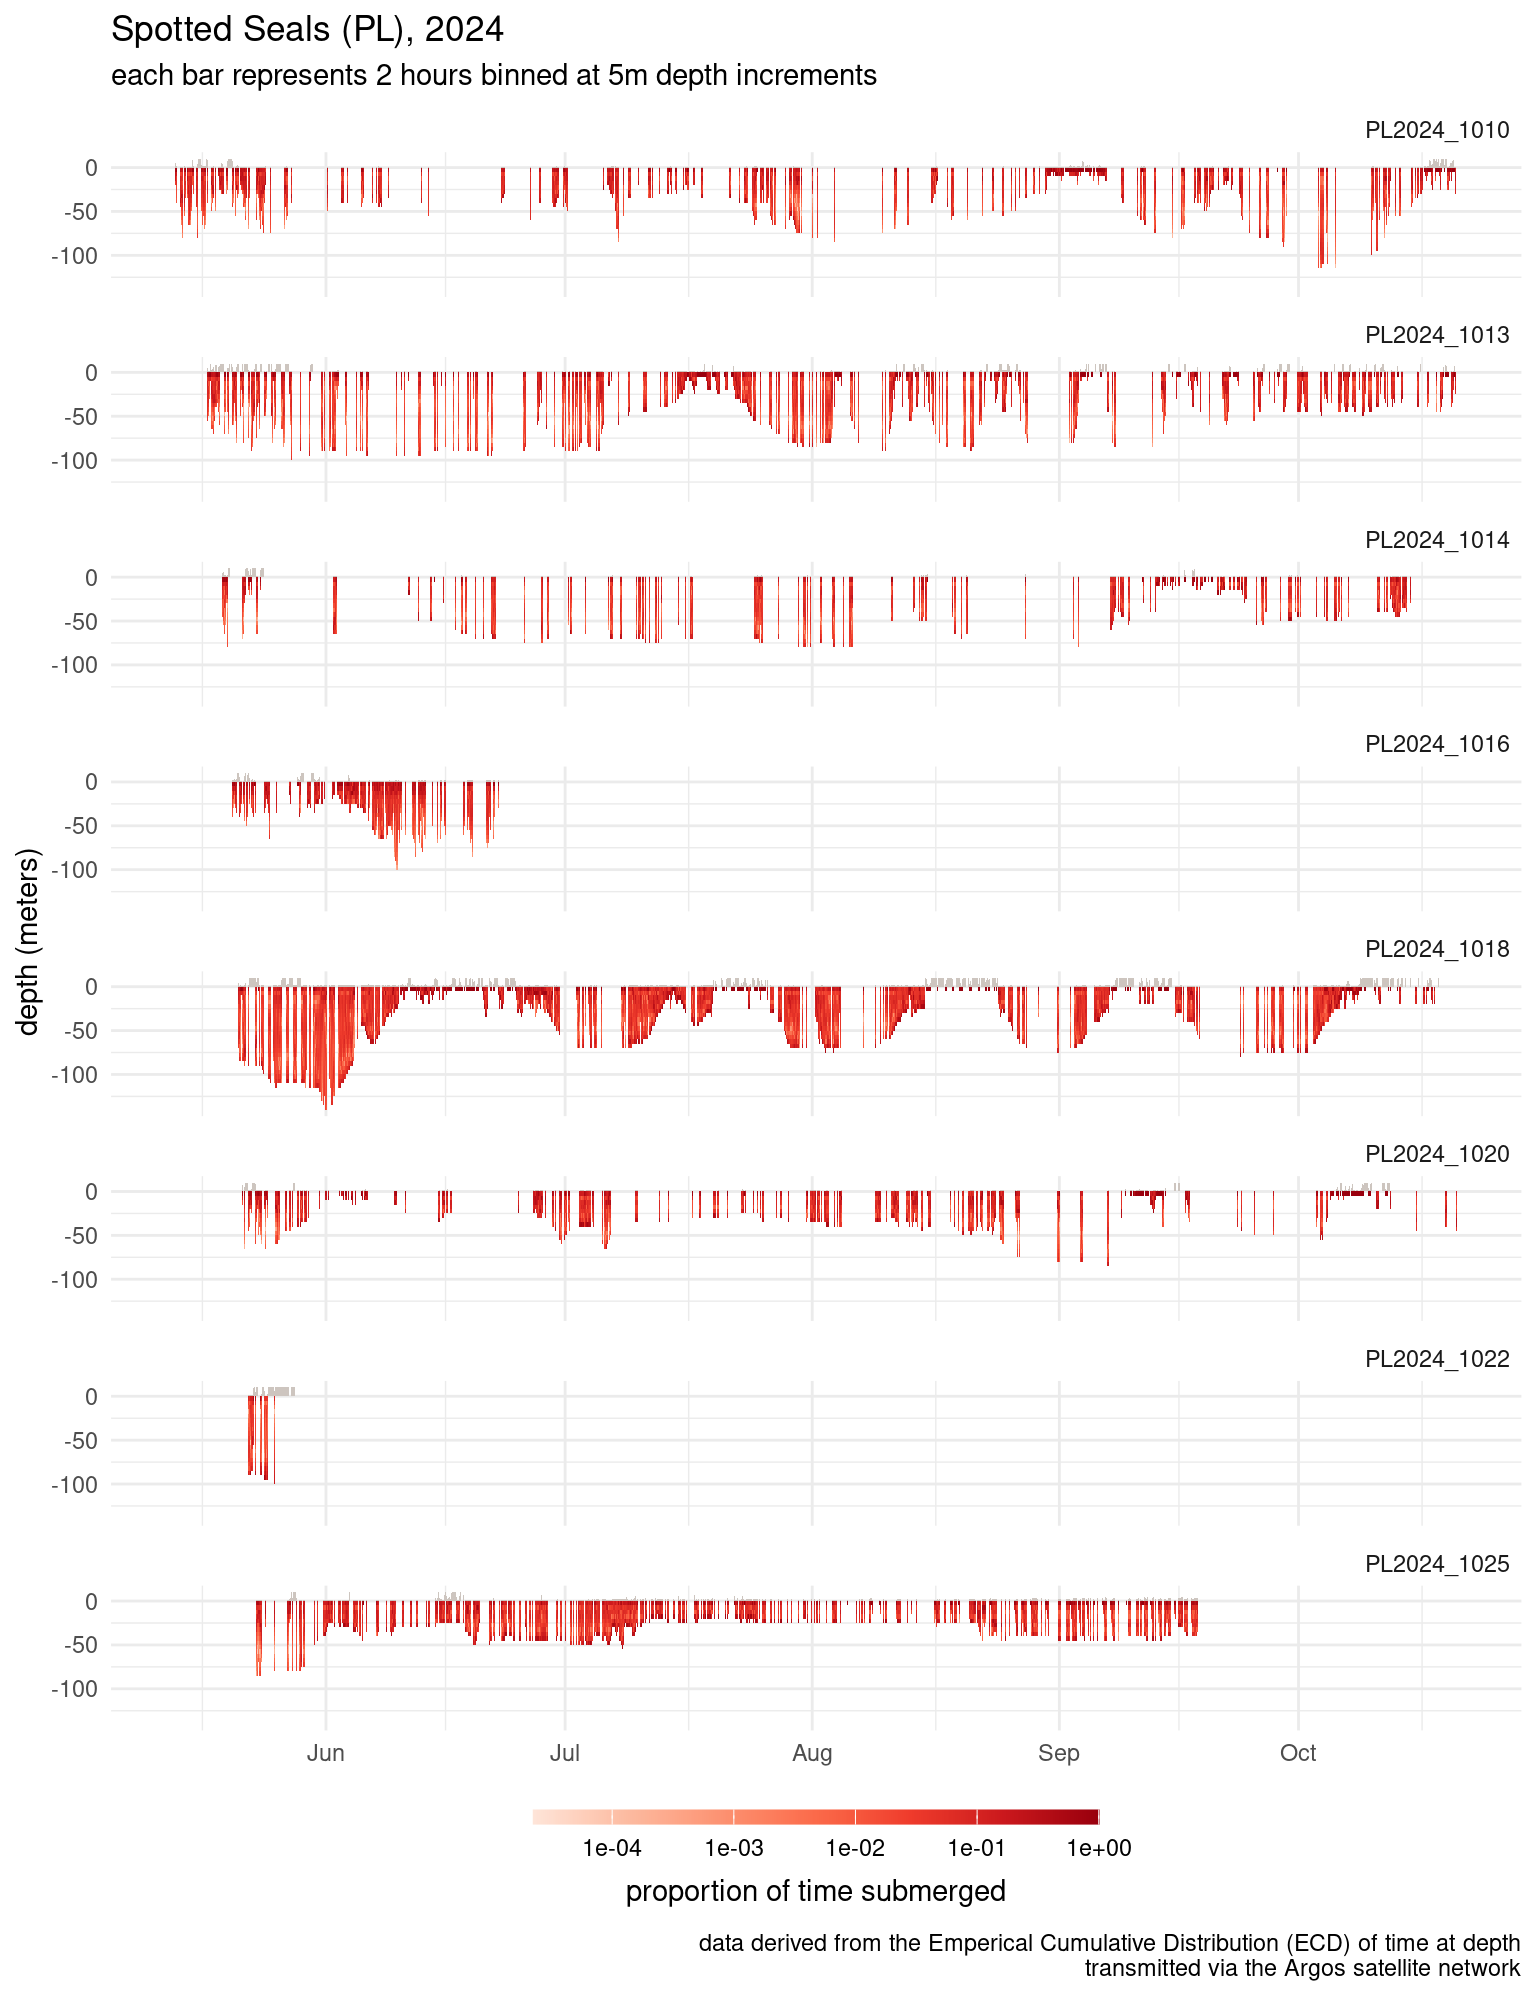 Spotted Seals (PL), 2024
each bar represents 2 hours binned at 5m depth increments
PL2024_1010
0
-50
-100
PL2024_1013
0
-50
-100
PL2024_1014
0
-50
-100
PL2024_1016
0
-50
-100
depth (meters)
PL2024_1018
0
-50
-100
PL2024_1020
0
-50
-100
PL2024_1022
0
-50
-100
PL2024_1025
0
-50
-100
Jun Jul Aug Sep Oct
1e-04 1e-03 1e-02 1e-01 1e+00
proportion of time submerged
data derived from the Emperical Cumulative Distribution (ECD) of time at depth
transmitted via the Argos satellite network